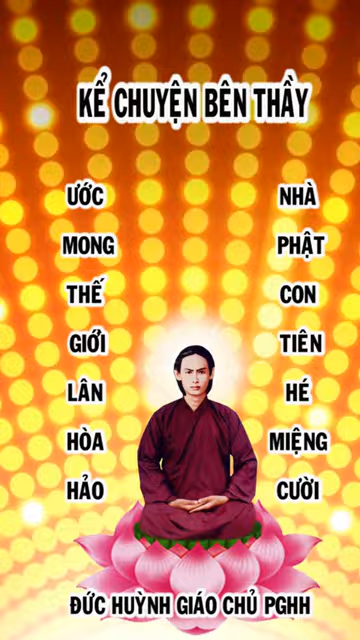 KỂ CHUYỆN BÊN THẦY
ƯỚC
MONG
THẾ
GIỚI
LÂN
HÒA
HẢO
NHÀ
PHẬT
CON
TIÊN
HÉ
MIỆNG
CƯỜI
ĐỨC HUỲNH GIÁO CHỦ PGHH